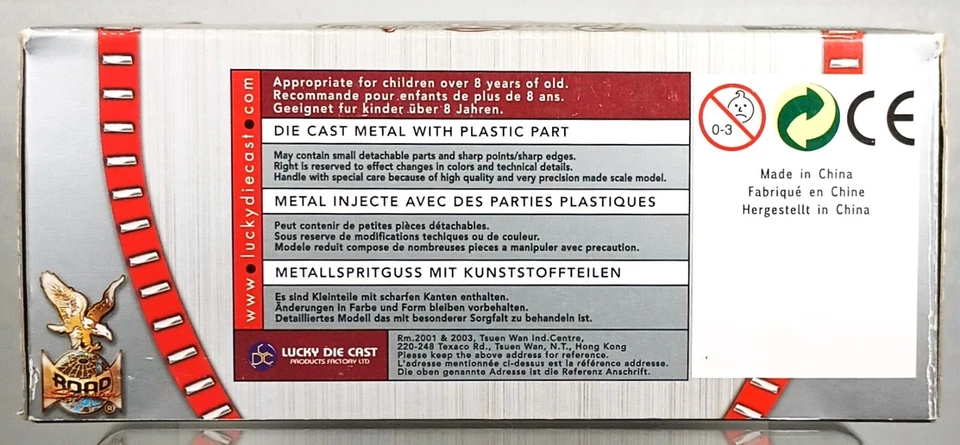 www.luckydiecast.com
Appropriate for children over 8 years of old.
Recommande pour enfants de plus de 8 ans.
Geeignet fur kinder über 8 Jahren.
DIE CAST METAL WITH PLASTIC PART
May contain small detachable parts and sharp points/sharp edges.
Right is reserved to effect changes in colors and technical details.
Handle with special care because of high quality and very precision made scale model.
METAL INJECTE AVEC DES PARTIES PLASTIQUES
Peut contenir de petites pièces détachables.
Sous reserve de modifications techiques ou de couleur.
Modele reduit compose de nombreuses pieces a manipuler avec precaution.
METALLSPRITGUSS MIT KUNSTSTOFFTEILEN
Es sind Kleinteile mit scharfen Kanten enthalten.
Änderungen in Farbe und Form bleiben vorbehalten.
Detailliertes Modell das mit besonderer Sorgfalt zu behandeln ist.
LDC
LUCKY DIE CAST
PRODUCTS FACTORY LTD
Rm.2001 & 2003, Tsuen Wan Ind.Centre,
220-248 Texaco Rd., Tsuen Wan, N.T., Hong Kong
Please keep the above address for reference.
L'adresse mentionnée ci-dessus est la référence addresse.
Die oben genannte Adresse ist die Referenz Anschrift.
0-3
CE
Made in China
Fabriqué en Chine
Hergestellt in China
ROAD
®